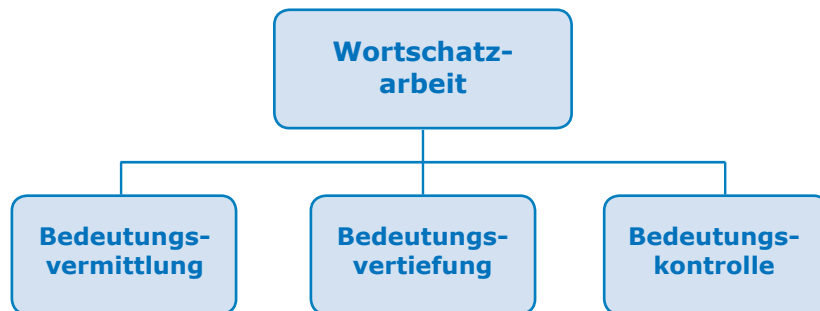 Wortschatz-
arbeit
Bedeutungs-
vermittlung
Bedeutungs-
vertiefung
Bedeutungs-
kontrolle